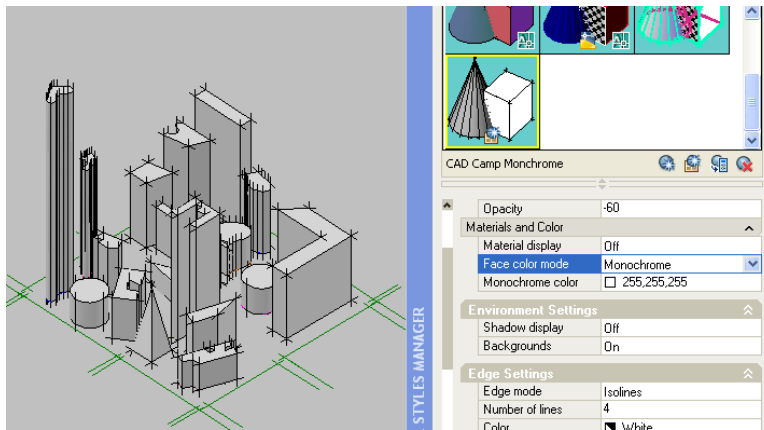 CAD Camp Monchrome
Opacity -60
Materials and Color
Material display Off
Face color mode Monochrome
Monochrome color 255,255,255
Environment Settings
Shadow display Off
Backgrounds On
Edge Settings
Edge mode Isolines
Number of lines 4
Color White
STYLES MANAGER